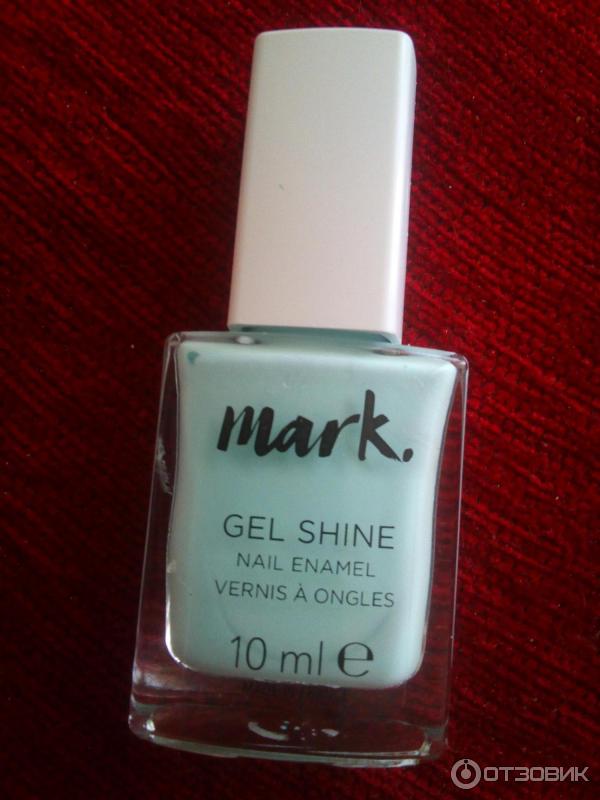 mark.
GEL SHINE
NAIL ENAMEL
VERNIS À ONGLES
10 ml ℮
ОТЗОВИК